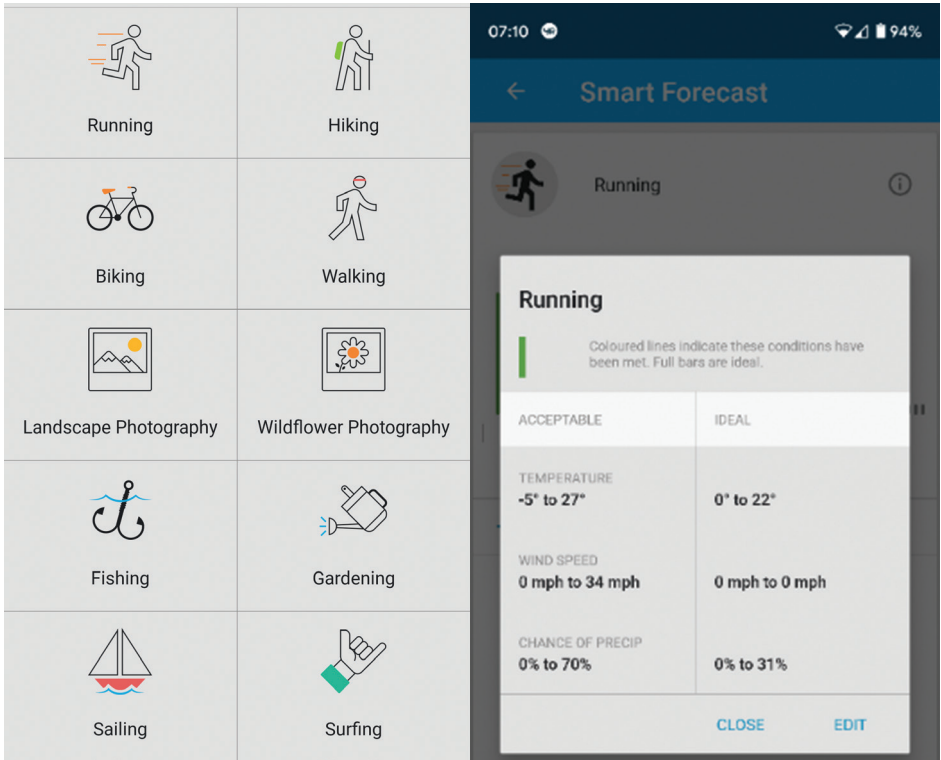 Running
Hiking
Biking
Walking
Landscape Photography
Wildflower Photography
Fishing
Gardening
Sailing
Surfing
07:10
94%
Smart Forecast
Running
Running
Coloured lines indicate these conditions have
been met. Full bars are ideal.
ACCEPTABLE
IDEAL
TEMPERATURE
-5° to 27°
0° to 22°
WIND SPEED
0 mph to 34 mph
0 mph to 0 mph
CHANCE OF PRECIP
0% to 70%
0% to 31%
CLOSE
EDIT